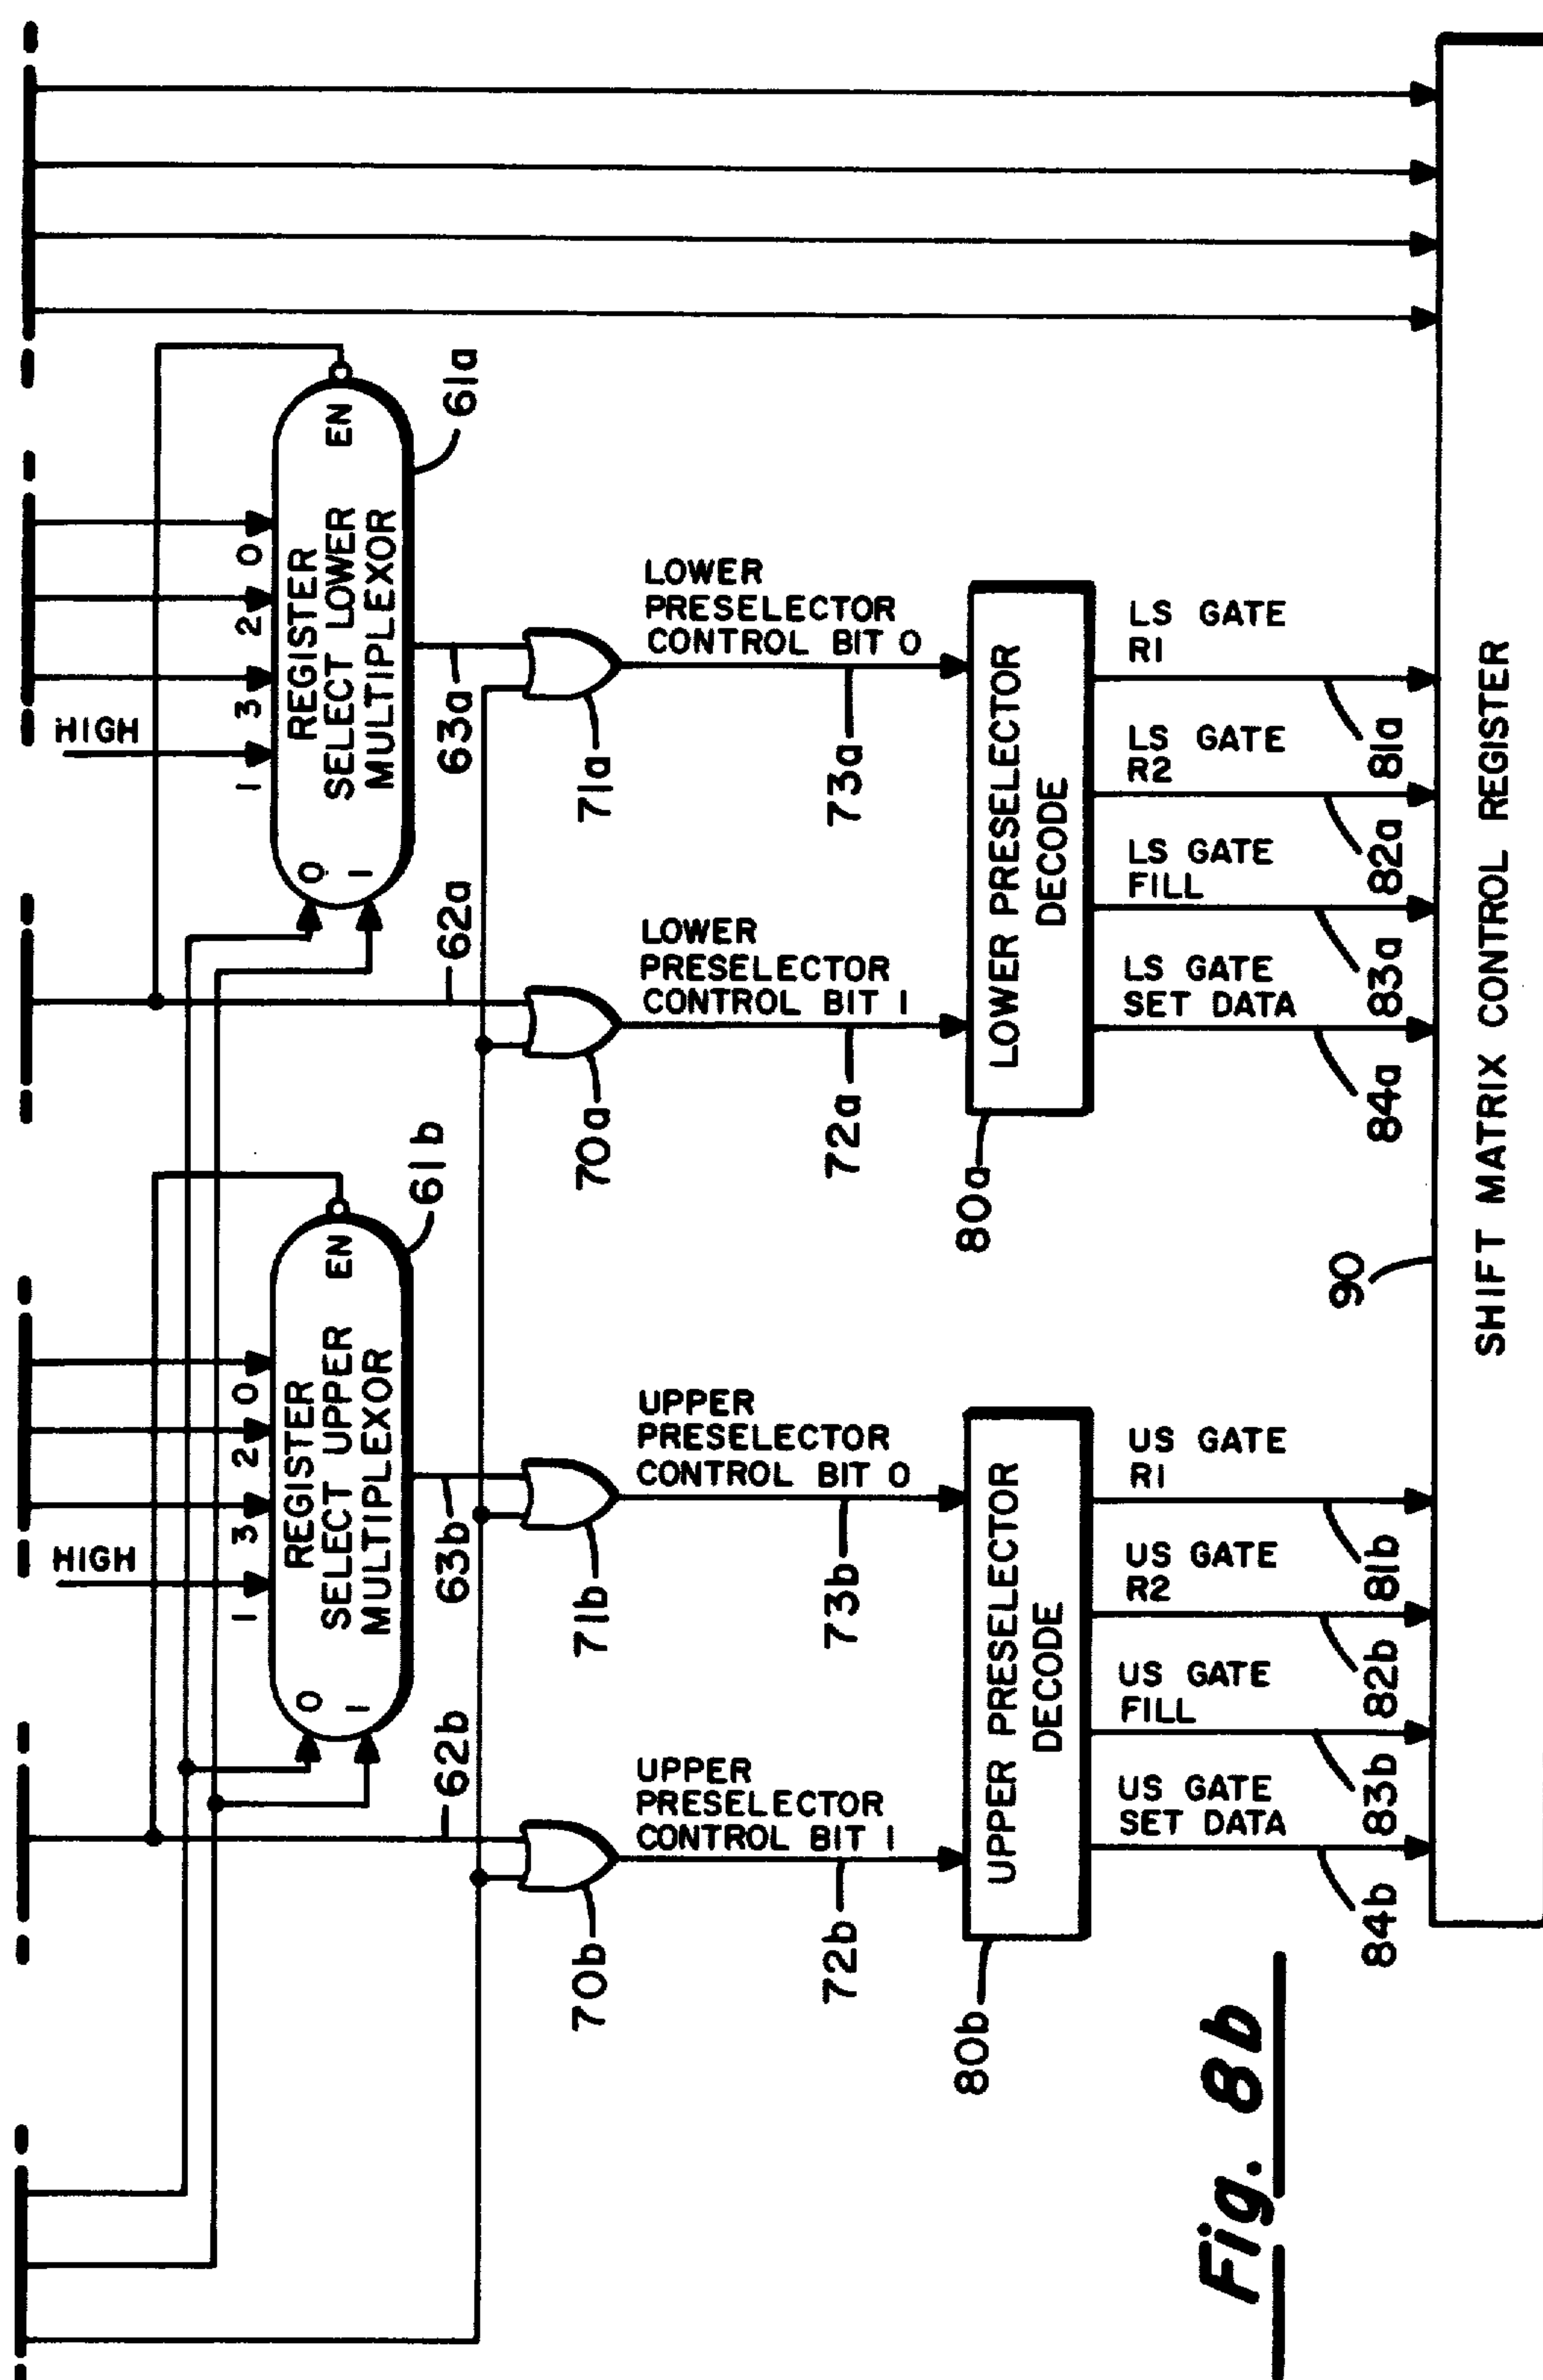 HIGH
1
3
2
0
REGISTER
SELECT LOWER
MULTIPLEXOR
0
1
EN
61a
63a
62a
71a
70a
LOWER
PRESELECTOR
CONTROL BIT 0
73a
LOWER
PRESELECTOR
CONTROL BIT 1
72a
LOWER PRESELECTOR
DECODE
80a
LS GATE
R1
81a
LS GATE
R2
82a
LS GATE
FILL
83a
LS GATE
SET DATA
84a
HIGH
1
3
2
0
REGISTER
SELECT UPPER
MULTIPLEXOR
0
1
EN
61b
63b
62b
71b
70b
UPPER
PRESELECTOR
CONTROL BIT 0
73b
UPPER
PRESELECTOR
CONTROL BIT 1
72b
UPPER PRESELECTOR
DECODE
80b
US GATE
R1
81b
US GATE
R2
82b
US GATE
FILL
83b
US GATE
SET DATA
84b
90
SHIFT MATRIX CONTROL REGISTER
Fig. 8b